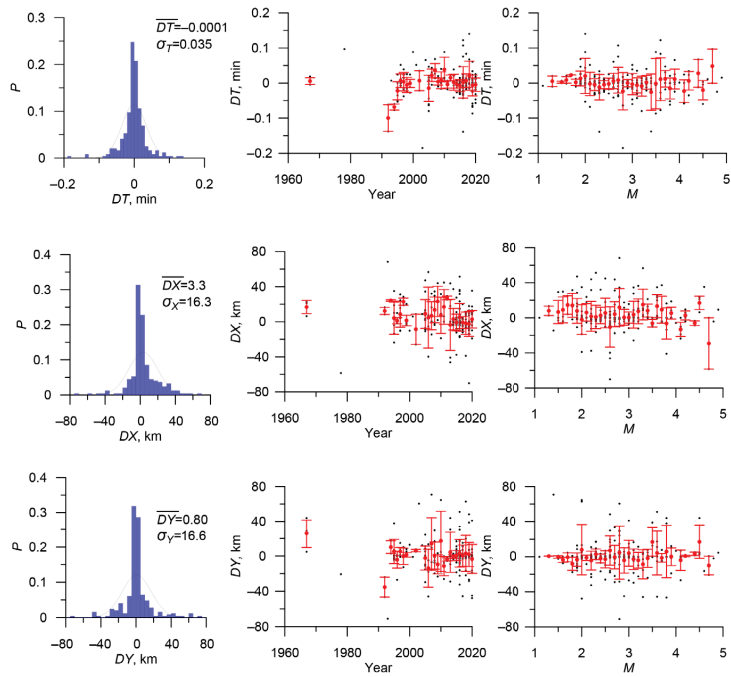 0.3
0.2
0.1
0
P
D̅T̅=–0.0001
σT=0.035
–0.2 0 0.2
DT, min
0.2
0.1
0
–0.1
–0.2
DT, min
1960 1980 2000 2020
Year
0.2
0.1
0
–0.1
–0.2
DT, min
1 2 3 4 5
M
0.4
0.3
0.2
0.1
0
P
D̅X̅=3.3
σX=16.3
–80 –40 0 40 80
DX, km
80
40
0
–40
–80
DX, km
1960 1980 2000 2020
Year
80
40
0
–40
–80
DX, km
1 2 3 4 5
M
0.4
0.3
0.2
0.1
0
P
D̅Y̅=0.80
σY=16.6
–80 –40 0 40 80
DY, km
80
40
0
–40
–80
DY, km
1960 1980 2000 2020
Year
80
40
0
–40
–80
DY, km
1 2 3 4 5
M